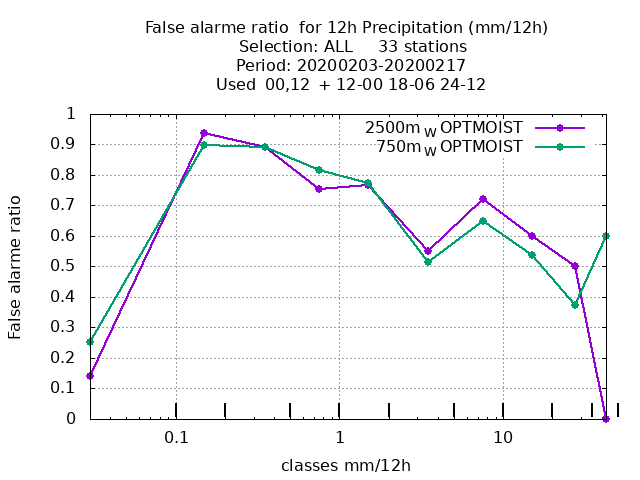 False alarme ratio  for 12h Precipitation (mm/12h)
Selection: ALL     33 stations
Period: 20200203-20200217
Used  00,12  + 12-00 18-06 24-12
2500m W OPTMOIST
750m W OPTMOIST
False alarme ratio
1
0.9
0.8
0.7
0.6
0.5
0.4
0.3
0.2
0.1
0
0.1 1 10
classes mm/12h